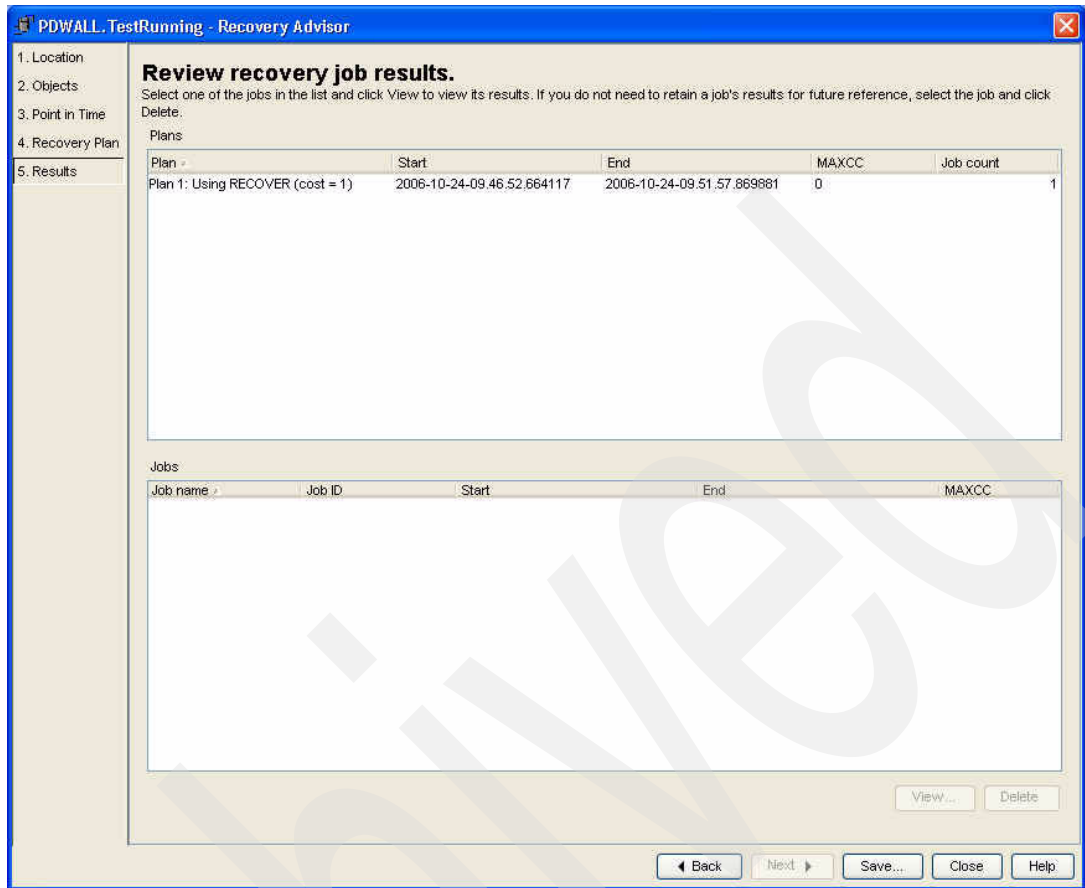 PDWALL.TestRunning - Recovery Advisor
1. Location
2. Objects
3. Point in Time
4. Recovery Plan
5. Results
Review recovery job results.
Select one of the jobs in the list and click View to view its results. If you do not need to retain a job's results for future reference, select the job and click
Delete.
Plans
Plan Start End MAXCC Job count
Plan 1: Using RECOVER (cost = 1) 2006-10-24-09.46.52.664117 2006-10-24-09.51.57.869881 0 1
Jobs
Job name Job ID Start End MAXCC
View... Delete
Back Next Save... Close Help